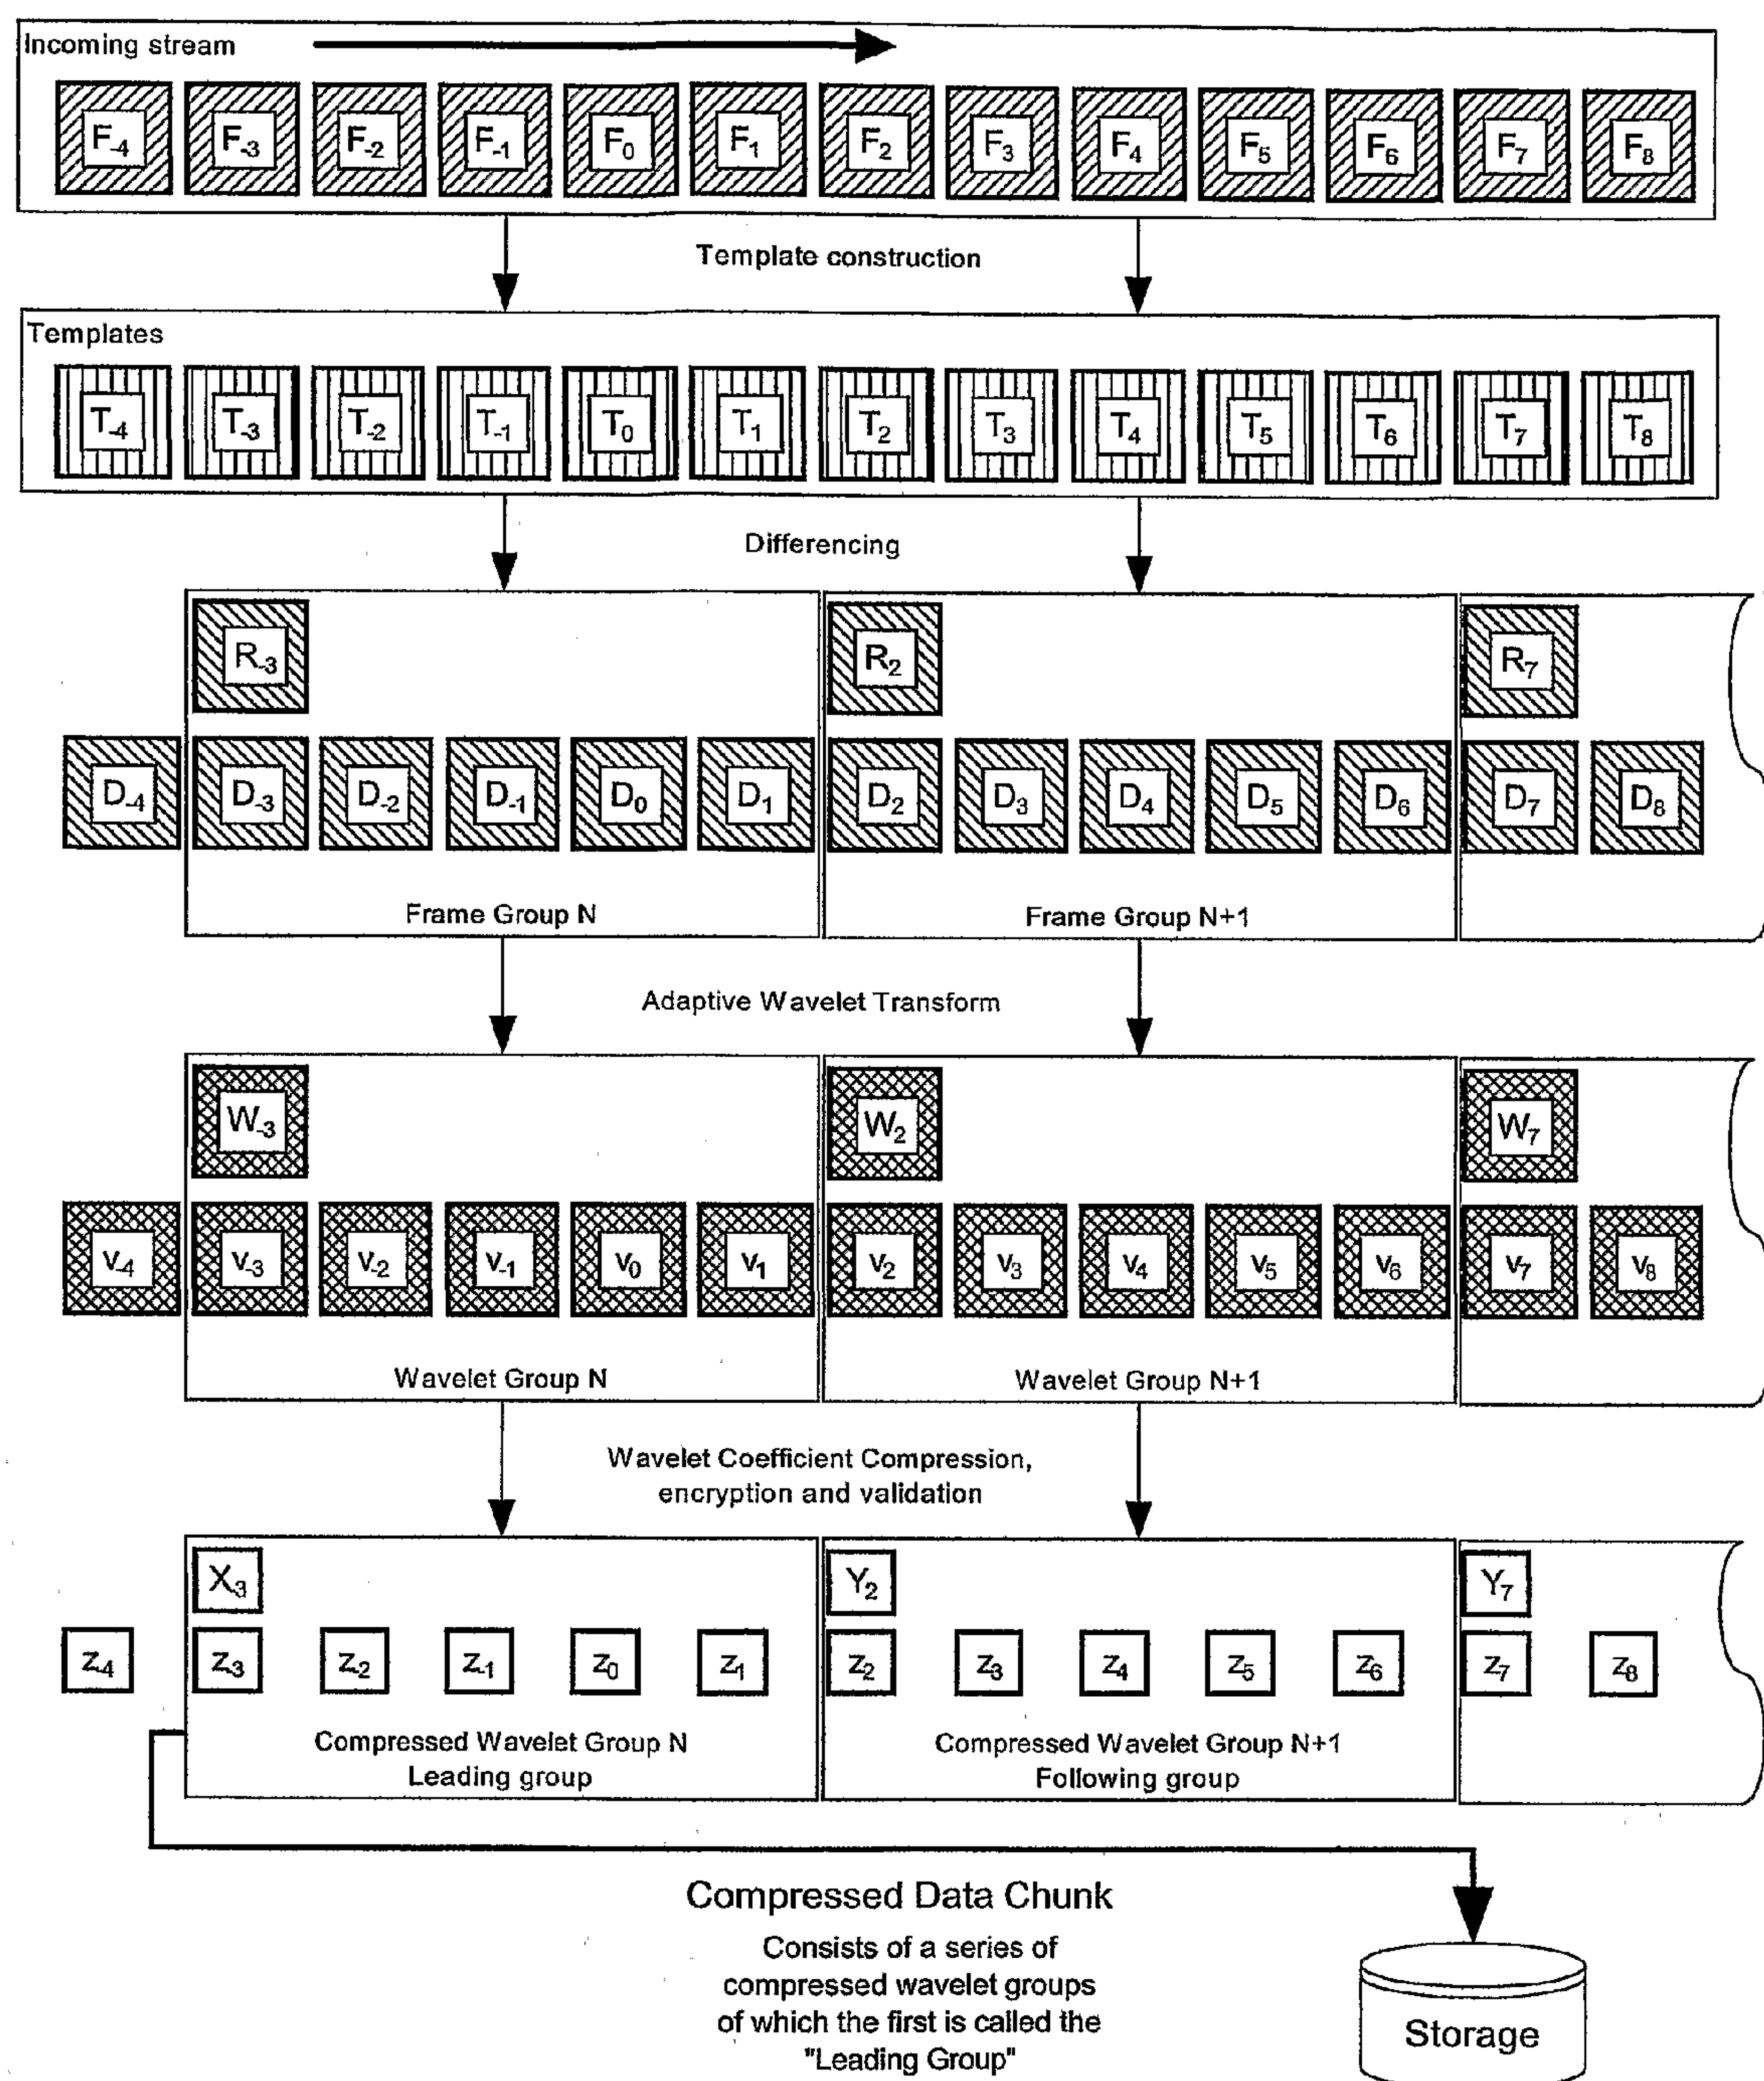 Incoming stream
F-4 F-3 F-2 F-1 F0 F1 F2 F3 F4 F5 F6 F7 F8
Template construction
Templates
T-4 T-3 T-2 T-1 T0 T1 T2 T3 T4 T5 T6 T7 T8
Differencing
R-3 R2 R7
D-4 D-3 D-2 D-1 D0 D1 D2 D3 D4 D5 D6 D7 D8
Frame Group N Frame Group N+1
Adaptive Wavelet Transform
W-3 W2 W7
v-4 v-3 v-2 v-1 v0 v1 v2 v3 v4 v5 v6 v7 v8
Wavelet Group N Wavelet Group N+1
Wavelet Coefficient Compression,
encryption and validation
X-3 Y2 Y7
z-4 z-3 z-2 z-1 z0 z1 z2 z3 z4 z5 z6 z7 z8
Compressed Wavelet Group N Compressed Wavelet Group N+1
Leading group Following group
Compressed Data Chunk
Consists of a series of
compressed wavelet groups
of which the first is called the
"Leading Group"
Storage